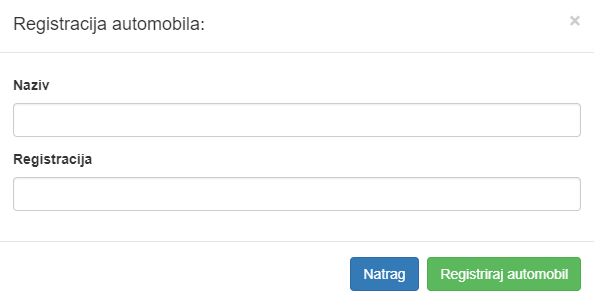 Registracija automobila:
×
Naziv
Registracija
Natrag
Registriraj automobil